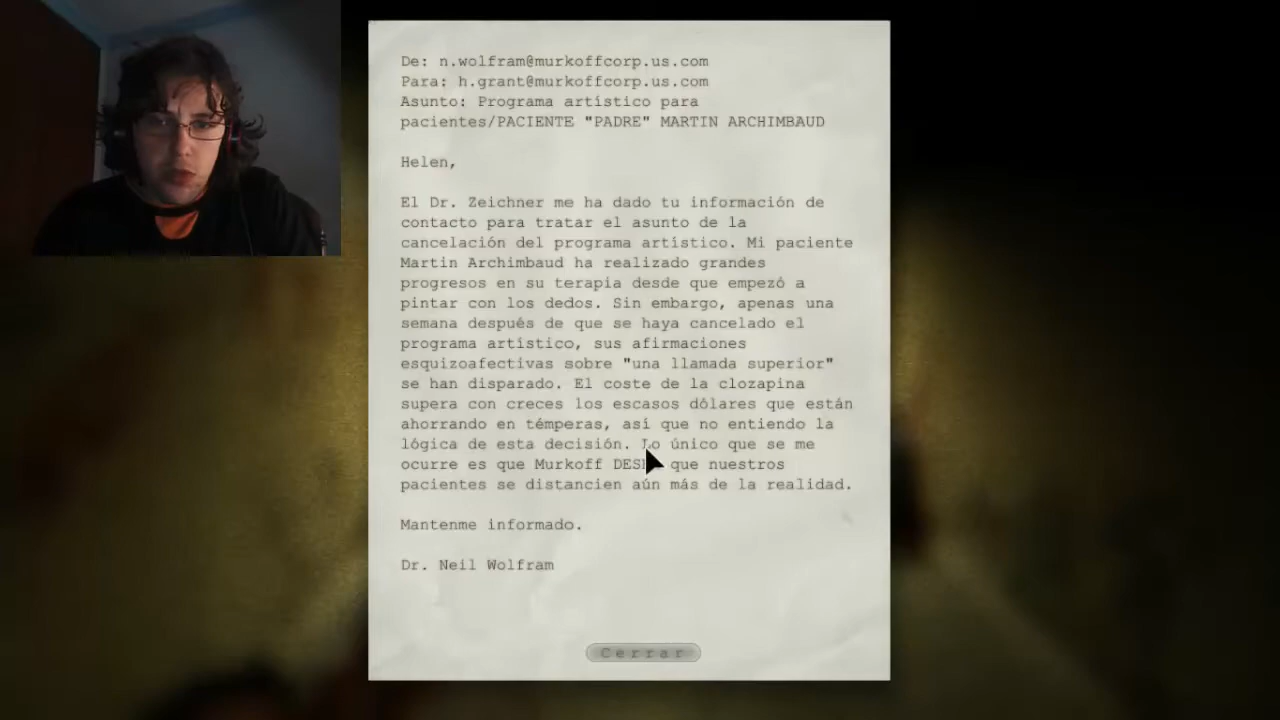 De: n.wolfram@murkoffcorp.us.com
Para: h.grant@murkoffcorp.us.com
Asunto: Programa artístico para
pacientes/PACIENTE "PADRE" MARTIN ARCHIMBAUD
Helen,
El Dr. Zeichner me ha dado tu información de
contacto para tratar el asunto de la
cancelación del programa artístico. Mi paciente
Martin Archimbaud ha realizado grandes
progresos en su terapia desde que empezó a
pintar con los dedos. Sin embargo, apenas una
semana después de que se haya cancelado el
programa artístico, sus afirmaciones
esquizoafectivas sobre "una llamada superior"
se han disparado. El coste de la clozapina
supera con creces los escasos dólares que están
ahorrando en témperas, así que no entiendo la
lógica de esta decisión. Lo único que se me
ocurre es que Murkoff que nuestros
pacientes se distancien aún más de la realidad.
Mantenme informado.
Dr. Neil Wolfram
Cerrar